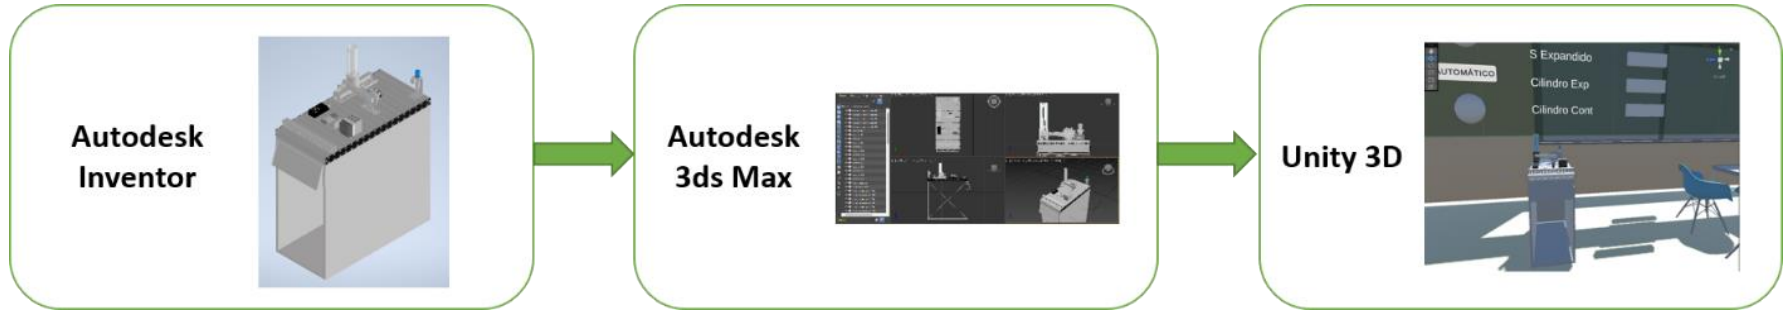 Autodesk
Inventor
Autodesk
3ds Max
Unity 3D
S Expandido
AUTOMÁTICO
Cilindro Exp
Cilindro Cont